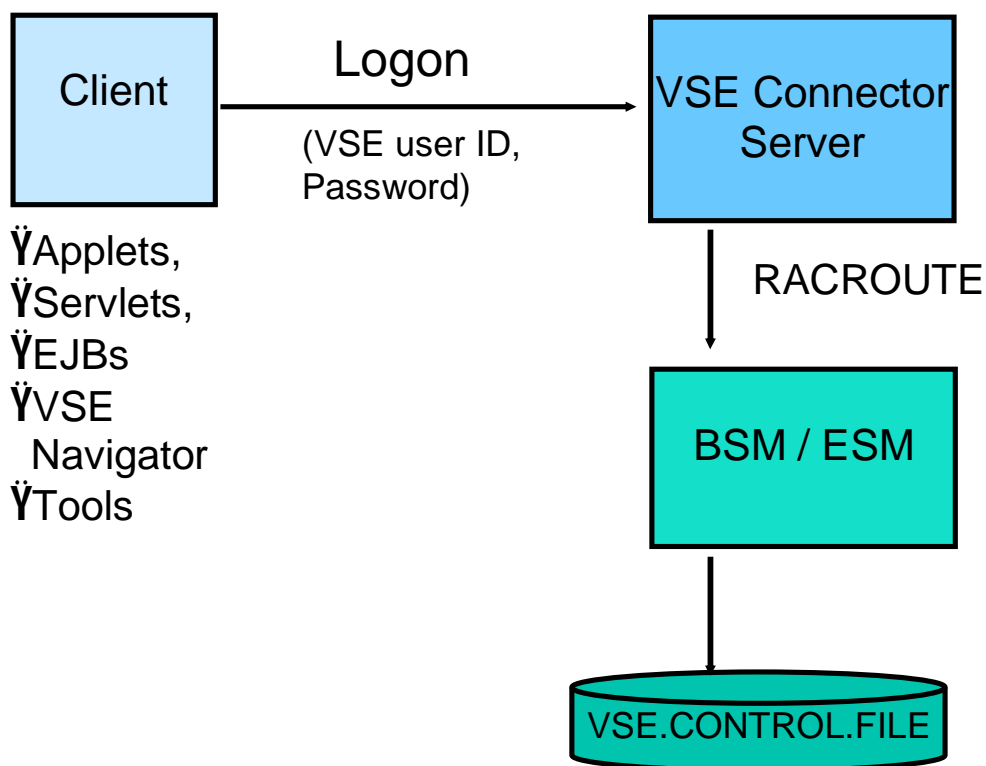 Client
Logon
(VSE user ID,
Password)
VSE Connector
Server
ŸApplets,
ŸServlets,
ŸEJBs
ŸVSE
Navigator
ŸTools
RACROUTE
BSM / ESM
VSE.CONTROL.FILE